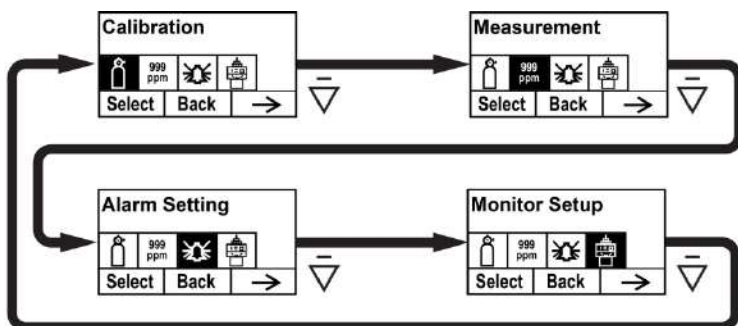 Calibration
999
ppm
Select Back →
Measurement
999
ppm
Select Back →
Alarm Setting
999
ppm
Select Back →
Monitor Setup
999
ppm
Select Back →